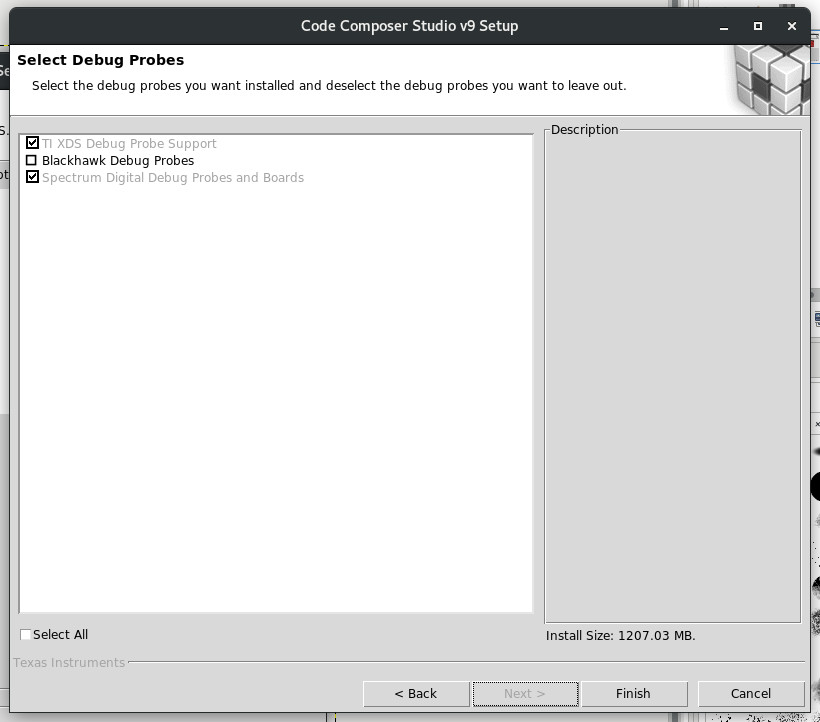 Code Composer Studio v9 Setup
Select Debug Probes
Select the debug probes you want installed and deselect the debug probes you want to leave out.
TI XDS Debug Probe Support
Blackhawk Debug Probes
Spectrum Digital Debug Probes and Boards
Description
Select All
Install Size: 1207.03 MB.
Texas Instruments
< Back
Next >
Finish
Cancel